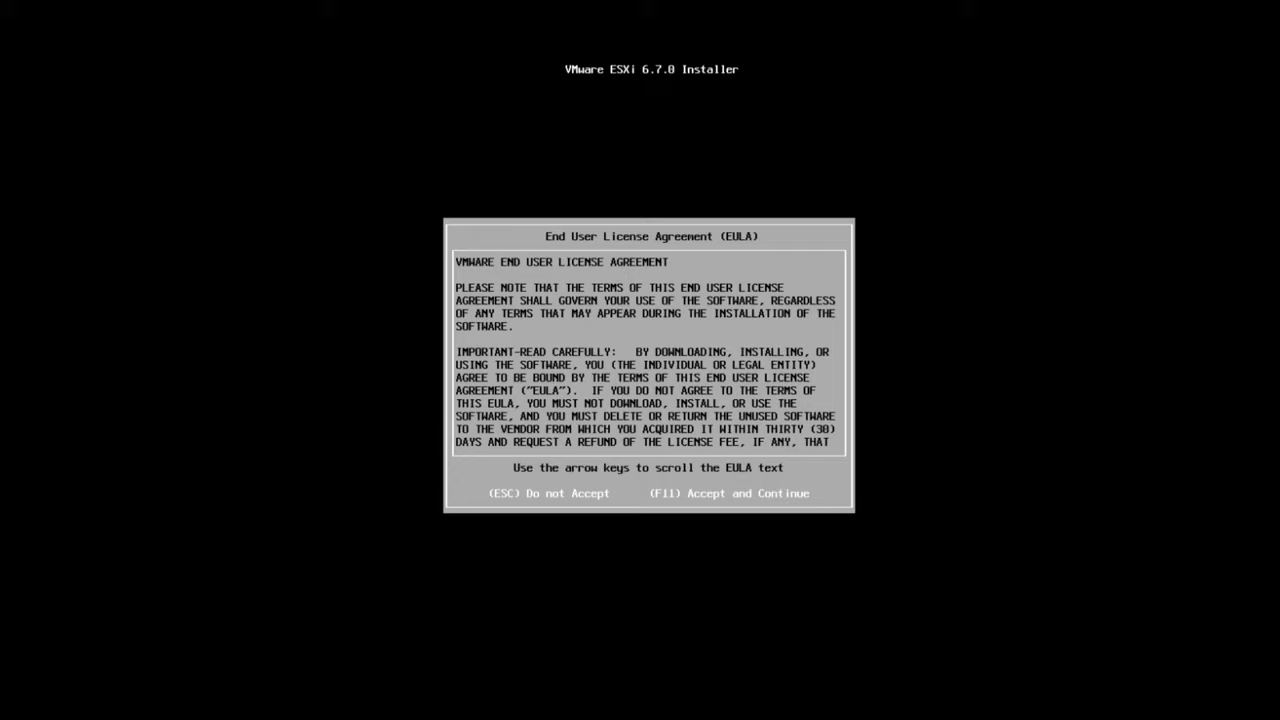 VMware ESXi 6.7.0 Installer
End User License Agreement (EULA)
VMWARE END USER LICENSE AGREEMENT
PLEASE NOTE THAT THE TERMS OF THIS END USER LICENSE
AGREEMENT SHALL GOVERN YOUR USE OF THE SOFTWARE, REGARDLESS
OF ANY TERMS THAT MAY APPEAR DURING THE INSTALLATION OF THE
SOFTWARE.
IMPORTANT-READ CAREFULLY:   BY DOWNLOADING, INSTALLING, OR
USING THE SOFTWARE, YOU (THE INDIVIDUAL OR LEGAL ENTITY)
AGREE TO BE BOUND BY THE TERMS OF THIS END USER LICENSE
AGREEMENT ("EULA").  IF YOU DO NOT AGREE TO THE TERMS OF
THIS EULA, YOU MUST NOT DOWNLOAD, INSTALL, OR USE THE
SOFTWARE, AND YOU MUST DELETE OR RETURN THE UNUSED SOFTWARE
TO THE VENDOR FROM WHICH YOU ACQUIRED IT WITHIN THIRTY (30)
DAYS AND REQUEST A REFUND OF THE LICENSE FEE, IF ANY, THAT
Use the arrow keys to scroll the EULA text
(ESC) Do not Accept     (F11) Accept and Continue